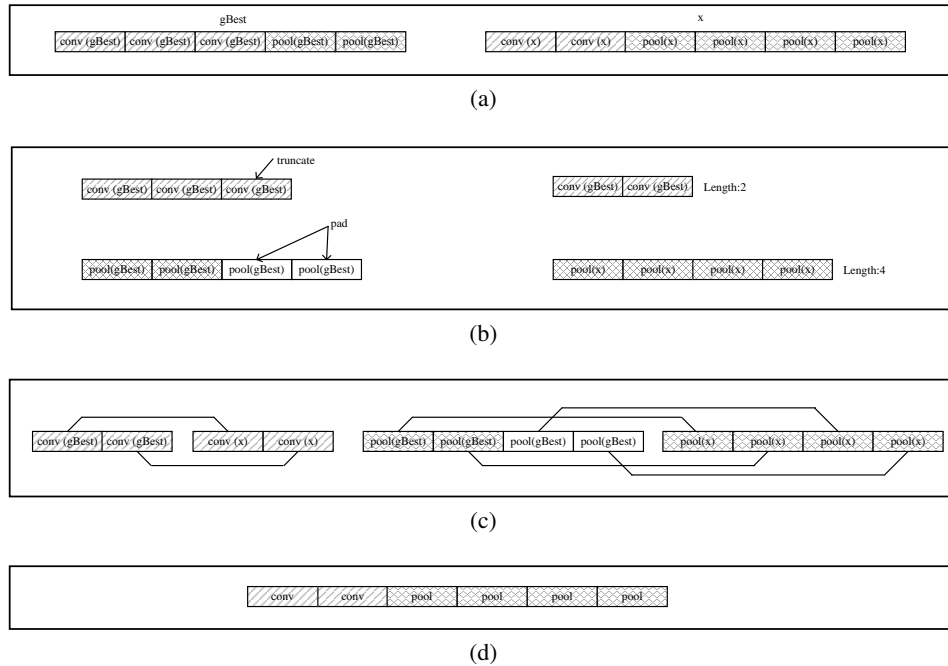 gBest x
conv (gBest) conv (gBest) conv (gBest) pool(gBest) pool(gBest) conv (x) conv (x) pool(x) pool(x) pool(x) pool(x)
(a)
truncate
conv (gBest) conv (gBest) conv (gBest) conv (gBest) conv (gBest) Length:2
pad
pool(gBest) pool(gBest) pool(gBest) pool(gBest) pool(x) pool(x) pool(x) pool(x) Length:4
(b)
conv (gBest) conv (gBest) conv (x) conv (x) pool(gBest) pool(gBest) pool(gBest) pool(gBest) pool(x) pool(x) pool(x) pool(x)
(c)
conv conv pool pool pool pool
(d)